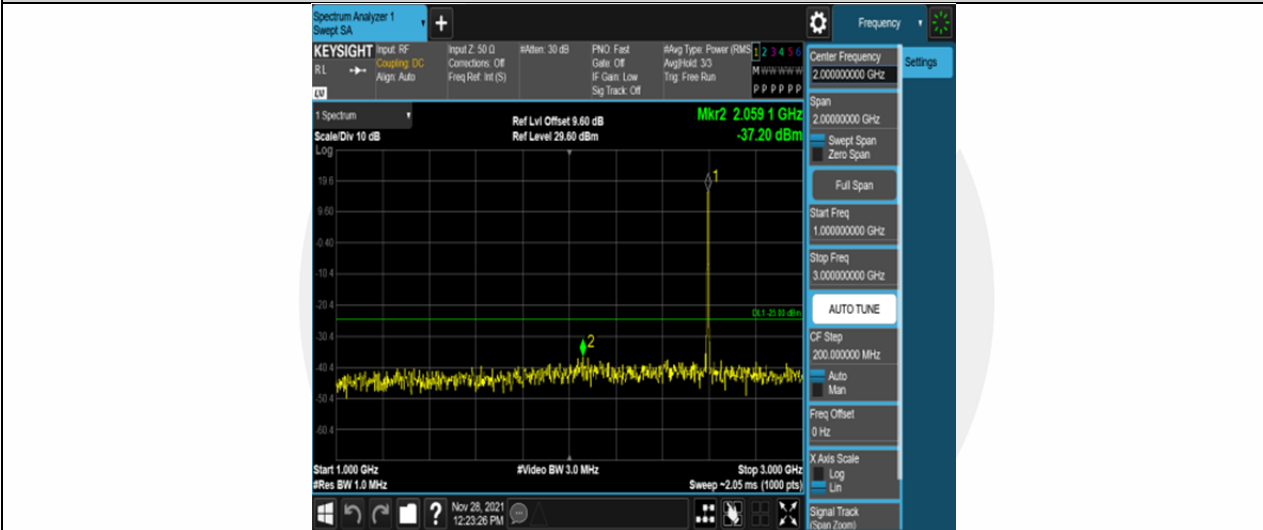 Spectrum Analyzer 1
Swept SA
+
Frequency
KEYSIGHT
RL
LV
Input: RF
Coupling: DC
Align: Auto
Input Z: 50 Ω
Corrections: Off
Freq Ref: Int (S)
#Atten: 30 dB
PNO: Fast
Gate: Off
IF Gain: Low
Sig Track: Off
#Avg Type: Power (RMS
Avg|Hold: 3/3
Trig: Free Run
1 2 3 4 5 6
M W W W W W
P P P P P P
1 Spectrum
Scale/Div 10 dB
Ref Lvl Offset 9.60 dB
Ref Level 29.60 dBm
Mkr2 2.059 1 GHz
-37.20 dBm
Log
19.6
9.60
-0.40
-10.4
-20.4
-30.4
-40.4
-50.4
-60.4
1
2
DL1 -25.00 dBm
Start 1.000 GHz
#Res BW 1.0 MHz
#Video BW 3.0 MHz
Stop 3.000 GHz
Sweep ~2.05 ms (1000 pts)
Nov 28, 2021
12:23:26 PM
?
Center Frequency
2.000000000 GHz
Settings
Span
2.00000000 GHz
Swept Span
Zero Span
Full Span
Start Freq
1.000000000 GHz
Stop Freq
3.000000000 GHz
AUTO TUNE
CF Step
200.000000 MHz
Auto
Man
Freq Offset
0 Hz
X Axis Scale
Log
Lin
Signal Track
(Span Zoom)